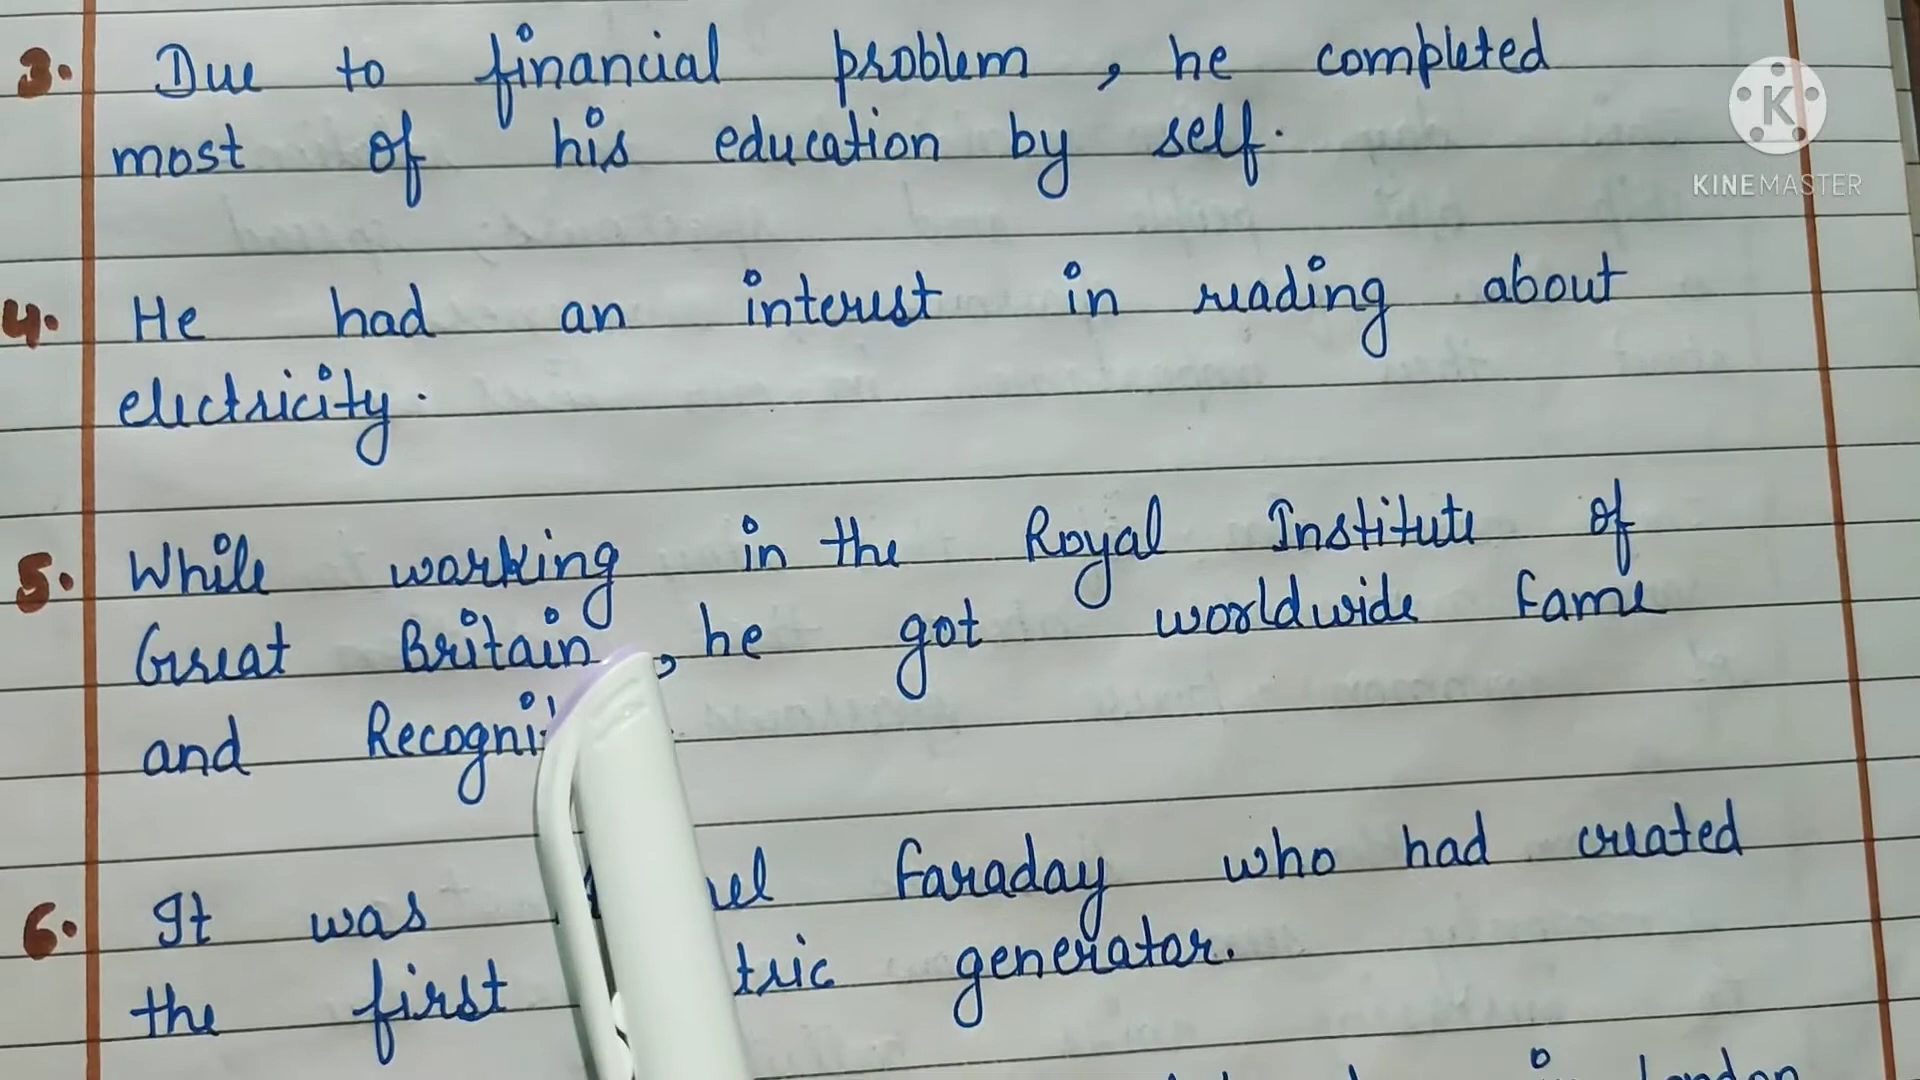 3. Due to financial problem, he completed
most of his education by self.
4. He had an interest in reading about
electricity.
5. While working in the Royal Institute of
Great Britain, he got worldwide fame
and
6. It was Faraday who had created
the first generator.
in London
K
KINEMASTER